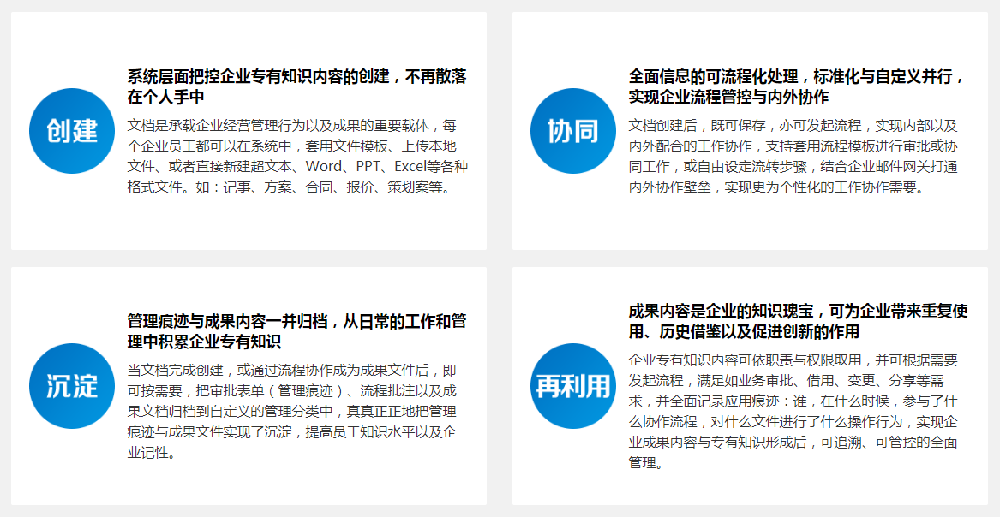 创建
系统层面把控企业专有知识内容的创建，不再散落
在个人手中
文档是承载企业经营管理行为以及成果的重要载体，每
个企业员工都可以在系统中，套用文件模板、上传本地
文件、或者直接新建超文本、Word、PPT、Excel等各种
格式文件。如：记事、方案、合同、报价、策划案等。
协同
全面信息的可流程化处理，标准化与自定义并行，
实现企业流程管控与内外协作
文档创建后，既可保存，亦可发起流程，实现内部以及
内外配合的工作协作，支持套用流程模板进行审批或协
同工作，或自由设定流转步骤，结合企业邮件网关打通
内外协作壁垒，实现更为个性化的工作协作需要。
沉淀
管理痕迹与成果内容一并归档，从日常的工作和管
理中积累企业专有知识
当文档完成创建，或通过流程协作成为成果文件后，即
可按需要，把审批表单（管理痕迹）、流程批注以及成
果文档归档到自定义的管理分类中，真真正正地把管理
痕迹与成果文件实现了沉淀，提高员工知识水平以及企
业记性。
再利用
成果内容是企业的知识瑰宝，可为企业带来重复使
用、历史借鉴以及促进创新的作用
企业专有知识内容可依职责与权限取用，并可根据需要
发起流程，满足如业务审批、借用、变更、分享等需
求，并全面记录应用痕迹：谁，在什么时候，参与了什
么协作流程，对什么文件进行了什么操作行为，实现企
业成果内容与专有知识形成后，可追溯、可管控的全面
管理。